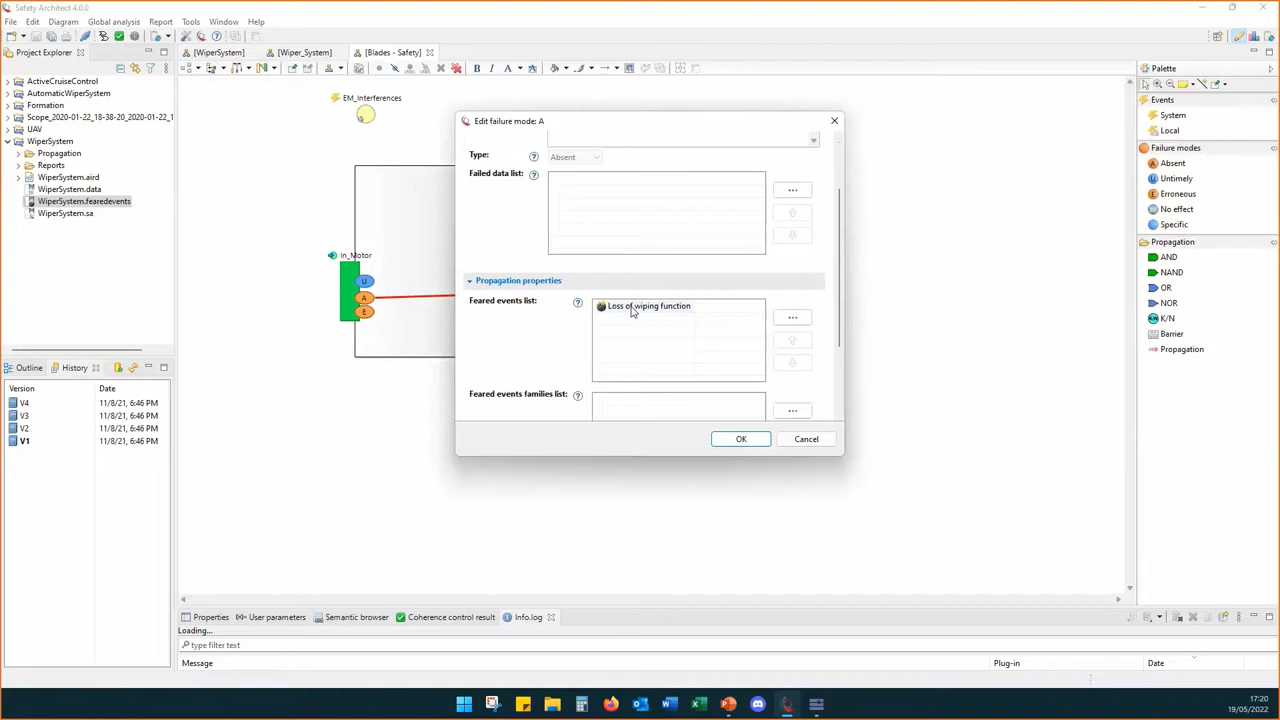 Safety Architect 4.0.0
File Edit Diagram Global analysis Report Tools Window Help
Project Explorer
[WiperSystem]
[Wiper_System]
[Blades - Safety]
ActiveCruiseControl
AutomaticWiperSystem
Formation
Scope_2020-01-22_18-38-20_2020-01-22_1
UAV
WiperSystem
Propagation
Reports
WiperSystem.aird
WiperSystem.data
WiperSystem.fearedevents
WiperSystem.sa
Outline
History
Version Date
V4 11/8/21, 6:46 PM
V3 11/8/21, 6:46 PM
V2 11/8/21, 6:46 PM
V1 11/8/21, 6:46 PM
B I A
EM_Interferences
In_Motor
U
A
E
Edit failure mode: A
Type: Absent
Failed data list:
...
Propagation properties
Feared events list:
Loss of wiping function
...
Feared events families list:
...
OK
Cancel
Palette
Events
System
Local
Failure modes
A Absent
U Untimely
E Erroneous
No effect
Specific
Propagation
AND
NAND
OR
NOR
K/N K/N
Barrier
Propagation
Properties
User parameters
Semantic browser
Coherence control result
Info.log
Loading...
type filter text
Message Plug-in Date
17:20
19/05/2022